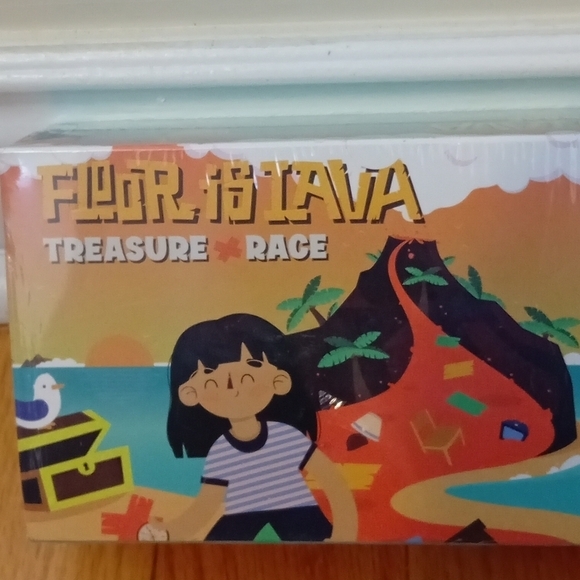 FLOOR IS LAVA
TREASURE RACE